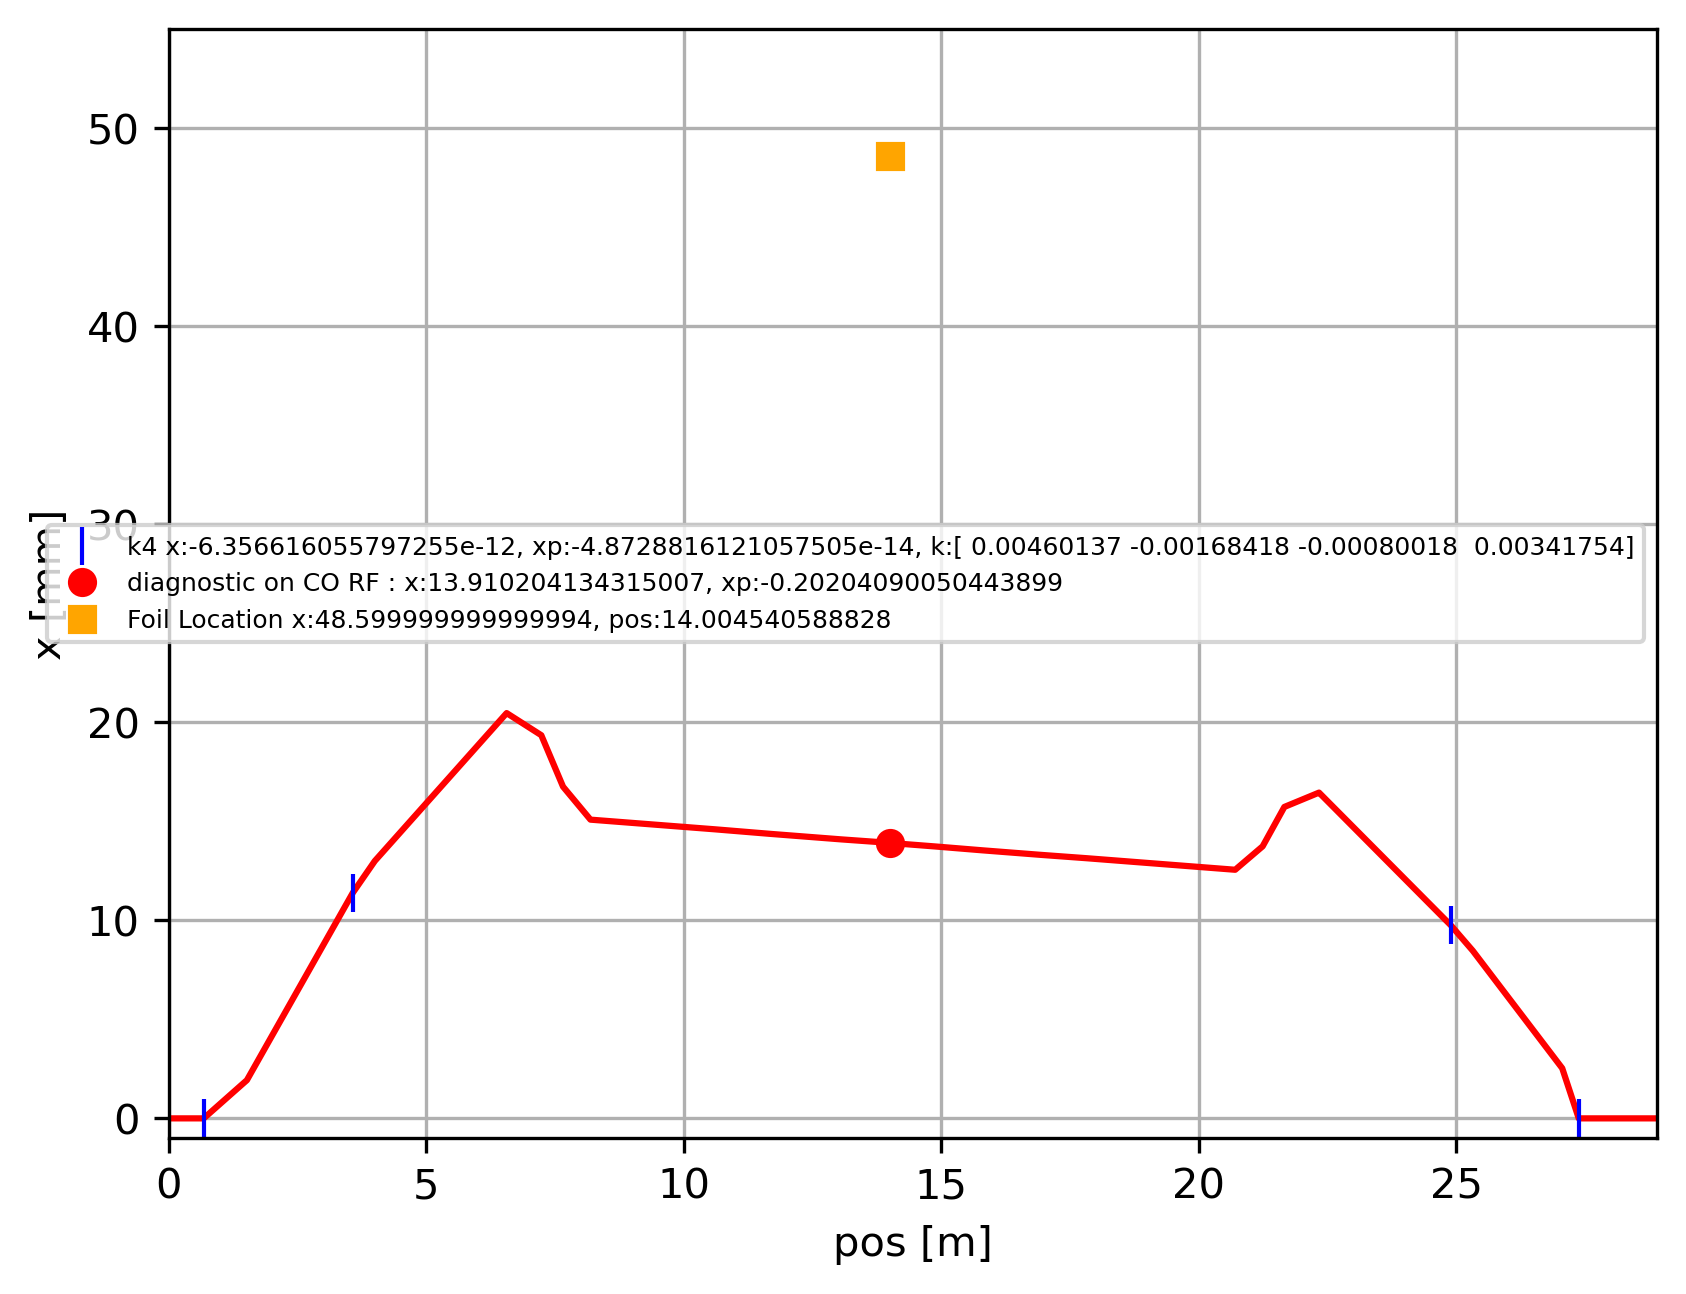 50
40
30
20
10
0
x [mm]
k4 x:-6.356616055797255e-12, xp:-4.8728816121057505e-14, k:[ 0.00460137 -0.00168418 -0.00080018  0.00341754]
diagnostic on CO RF : x:13.910204134315007, xp:-0.20204090050443899
Foil Location x:48.599999999999994, pos:14.004540588828
0 5 10 15 20 25
pos [m]